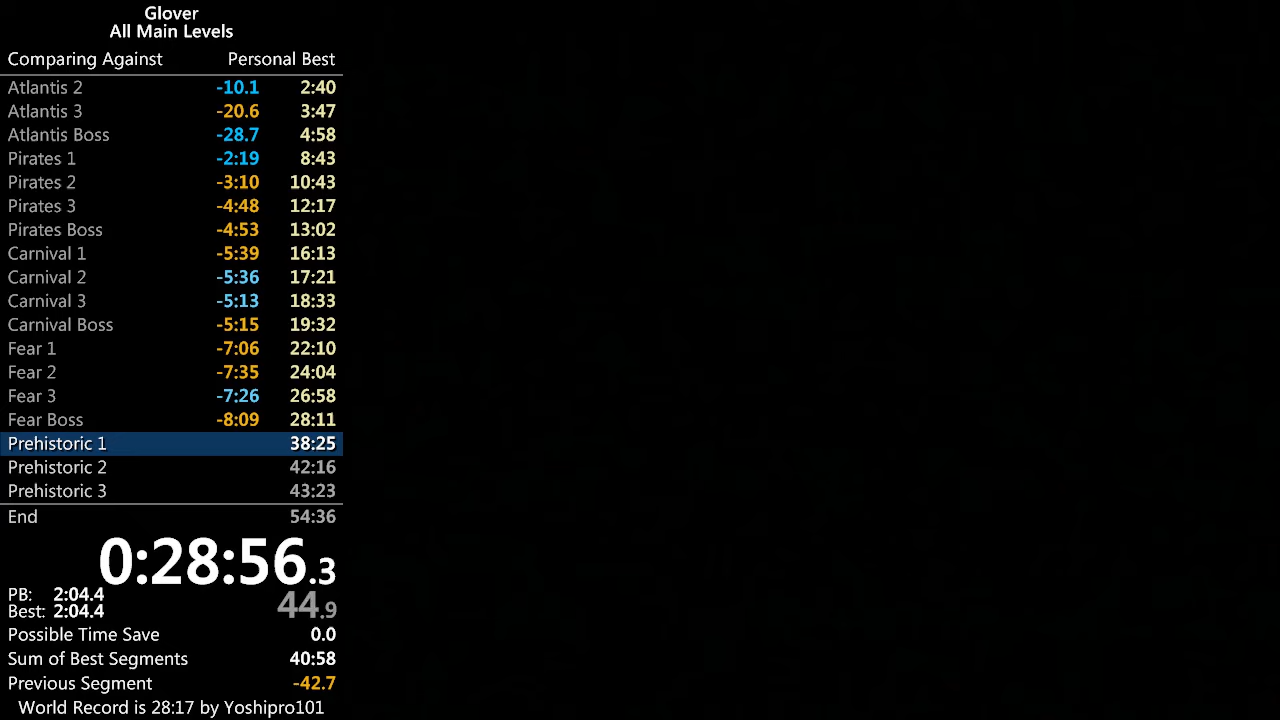 Glover
All Main Levels
Comparing Against Personal Best
Atlantis 2 -10.1 2:40
Atlantis 3 -20.6 3:47
Atlantis Boss -28.7 4:58
Pirates 1 -2:19 8:43
Pirates 2 -3:10 10:43
Pirates 3 -4:48 12:17
Pirates Boss -4:53 13:02
Carnival 1 -5:39 16:13
Carnival 2 -5:36 17:21
Carnival 3 -5:13 18:33
Carnival Boss -5:15 19:32
Fear 1 -7:06 22:10
Fear 2 -7:35 24:04
Fear 3 -7:26 26:58
Fear Boss -8:09 28:11
Prehistoric 1 38:25
Prehistoric 2 42:16
Prehistoric 3 43:23
End 54:36
0:28:56.3
PB: 2:04.4
Best: 2:04.4 44.9
Possible Time Save 0.0
Sum of Best Segments 40:58
Previous Segment -42.7
World Record is 28:17 by Yoshipro101